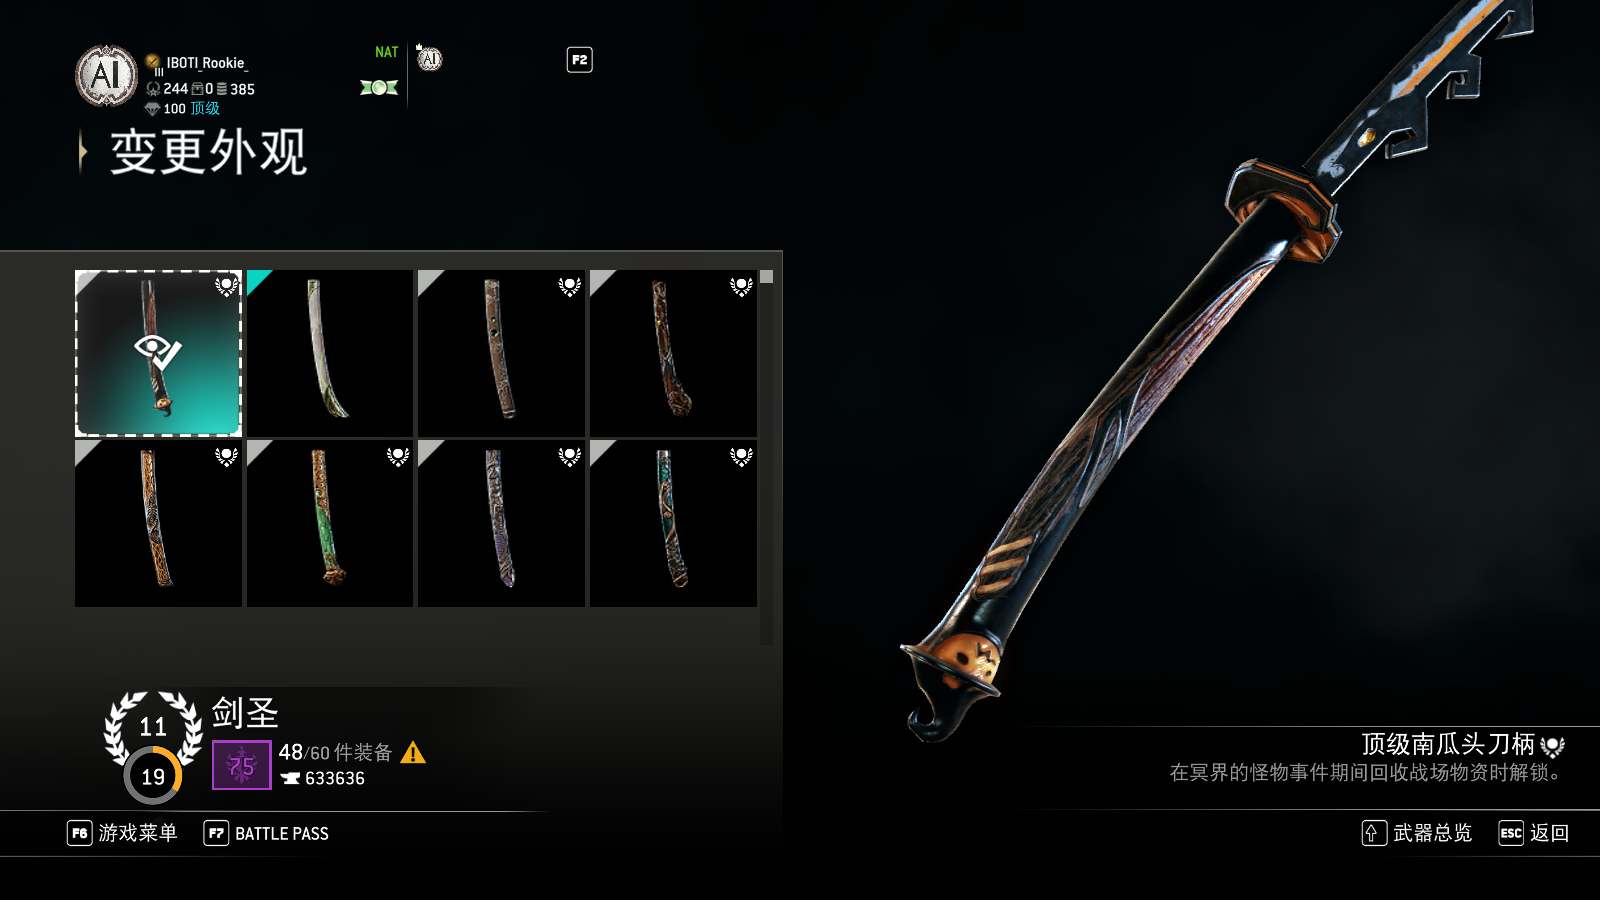 AI
IBOTI_Rookie_
III
244 0 385
100 顶级
NAT
AI
F2
变更外观
11
19
剑圣
75
48/60 件装备
633636
顶级南瓜头刀柄
在冥界的怪物事件期间回收战场物资时解锁。
F6 游戏菜单
F7 BATTLE PASS
武器总览
ESC 返回